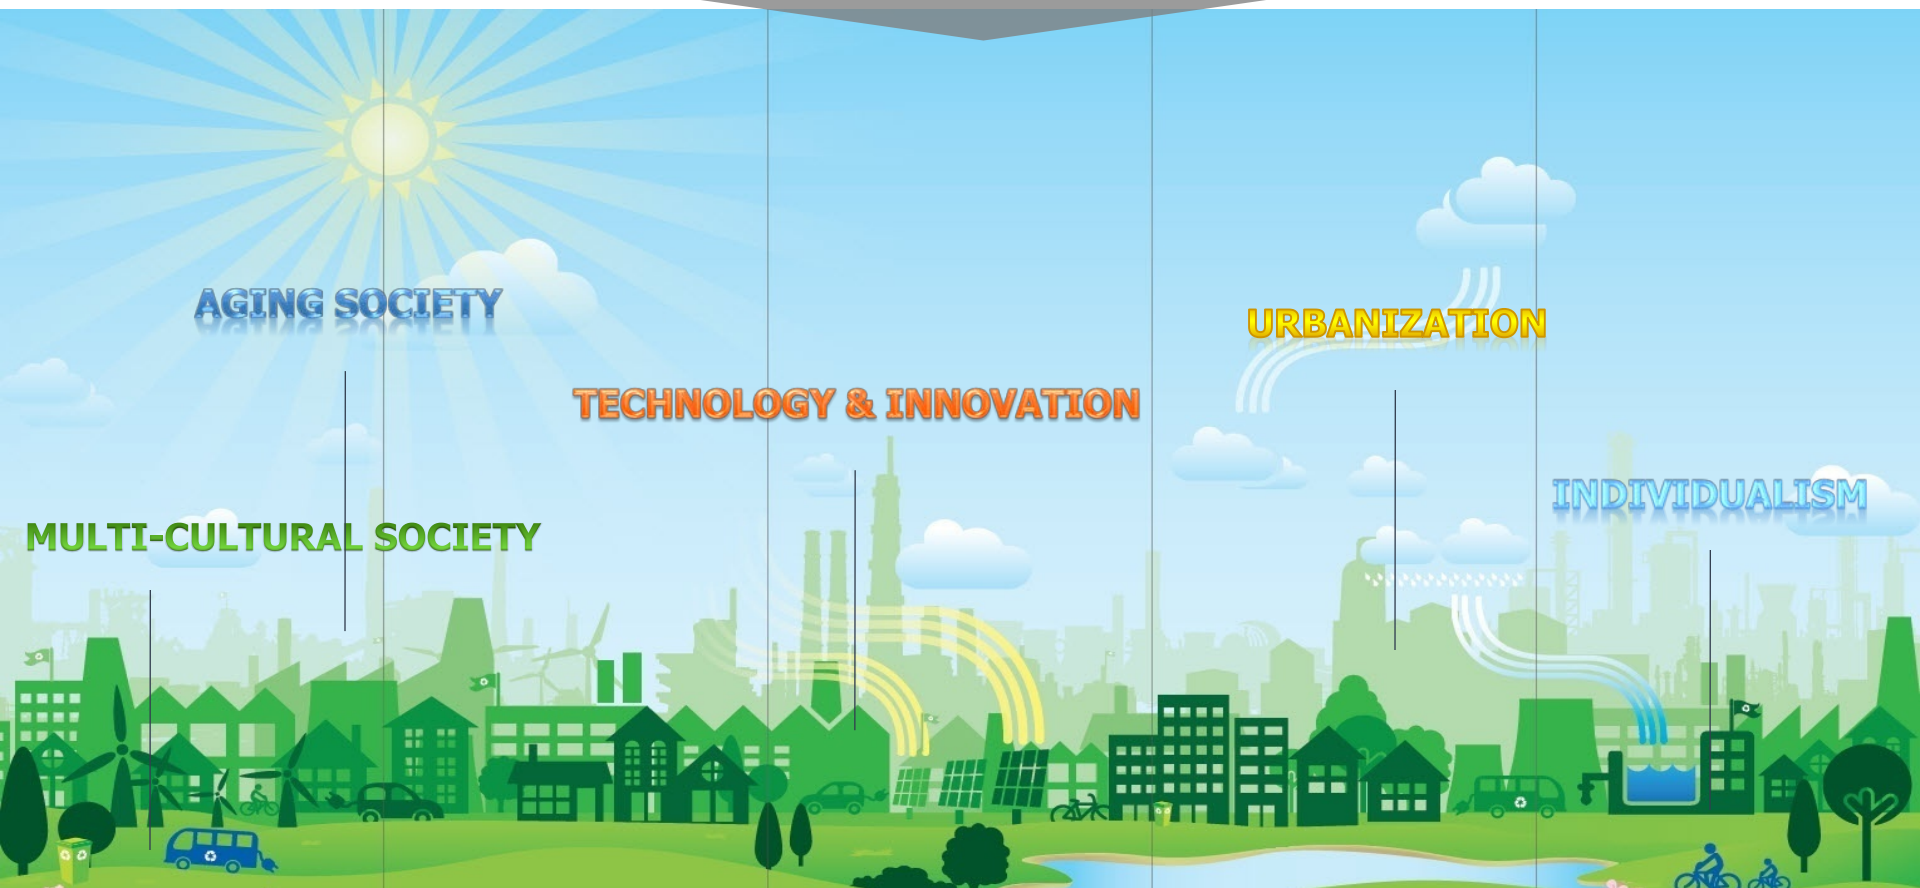 AGING SOCIETY
URBANIZATION
TECHNOLOGY & INNOVATION
INDIVIDUALISM
MULTI-CULTURAL SOCIETY